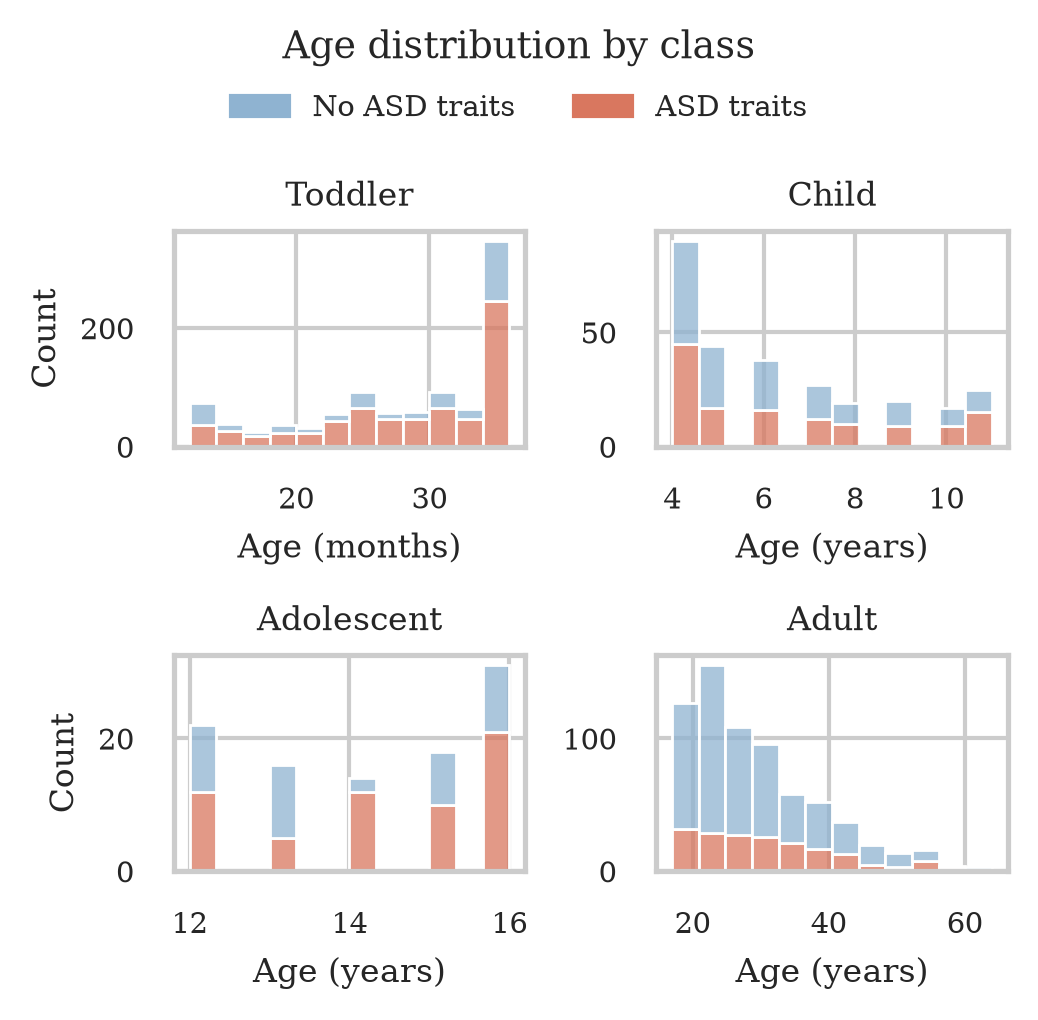 Age distribution by class
No ASD traits ASD traits
Toddler Child
Count
200
0
20 30
Age (months)
50
0
4 6 8 10
Age (years)
Adolescent Adult
Count
20
0
12 14 16
Age (years)
100
0
20 40 60
Age (years)